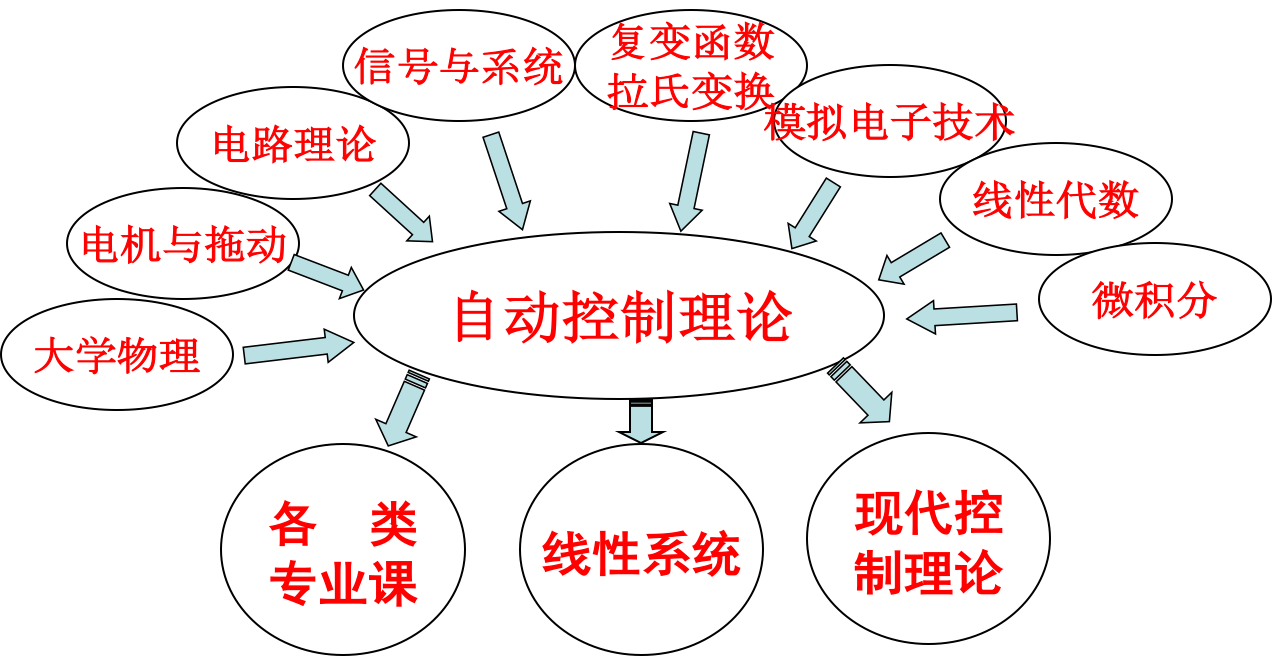 信号与系统
复变函数
拉氏变换
模拟电子技术
电路理论
线性代数
电机与拖动
微积分
大学物理
自动控制理论
各　类
专业课
线性系统
现代控
制理论